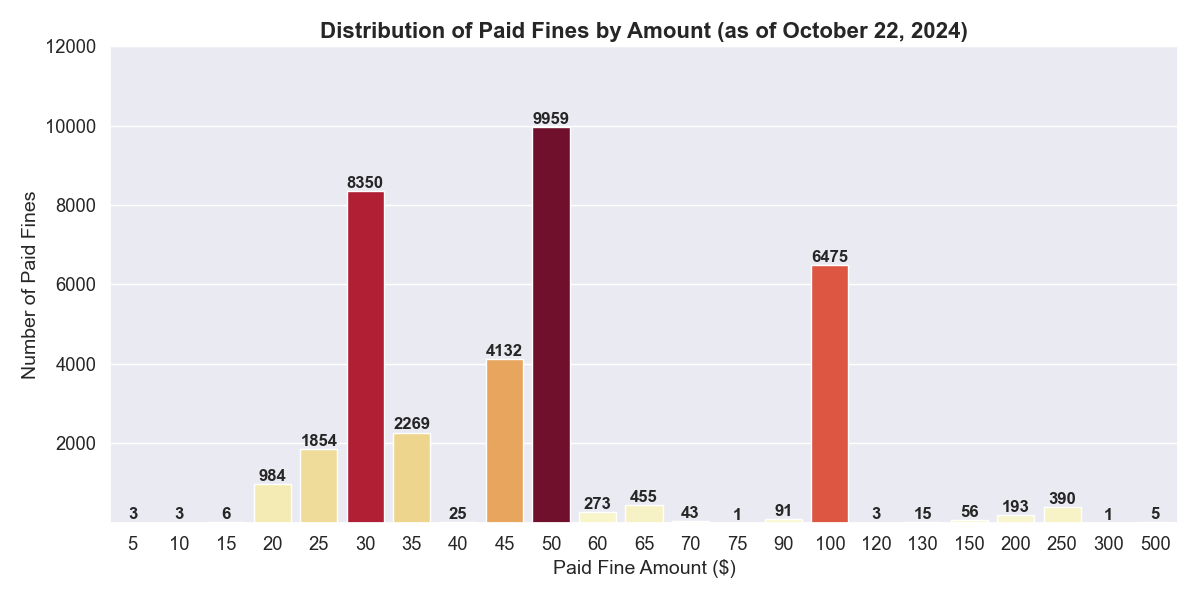 Distribution of Paid Fines by Amount (as of October 22, 2024)
12000
10000
8000
6000
4000
2000
Number of Paid Fines
3 3 6 984 1854 8350 2269 25 4132 9959 273 455 43 1 91 6475 3 15 56 193 390 1 5
5 10 15 20 25 30 35 40 45 50 60 65 70 75 90 100 120 130 150 200 250 300 500
Paid Fine Amount ($)